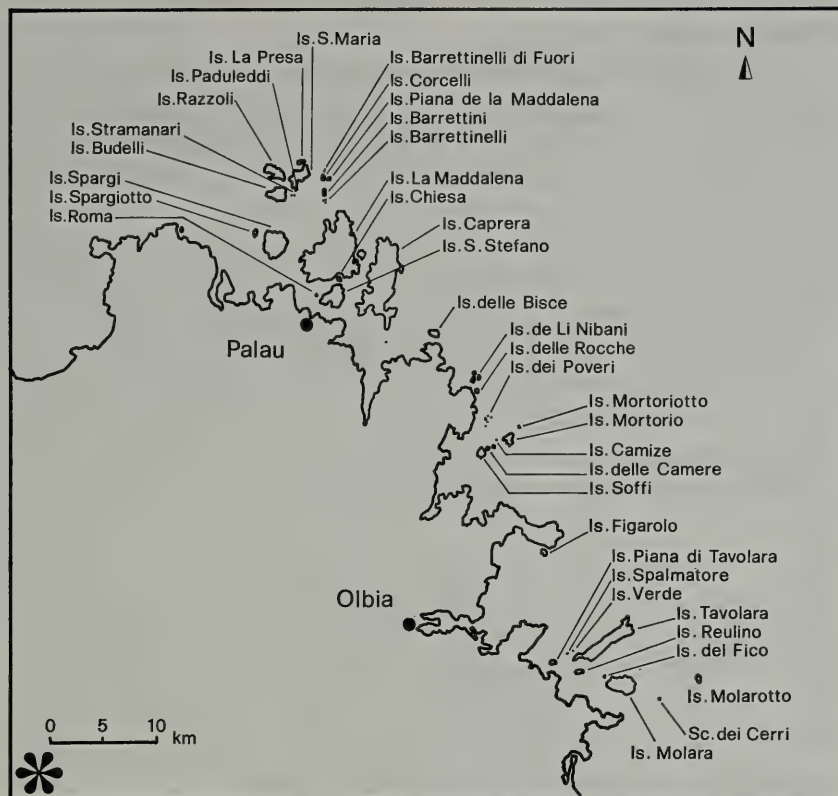 Is.S.Maria
Is. La Presa
Is.Paduleddi
Is.Razzoli
Is.Stramanari
Is.Budelli
Is.Spargi
Is.Spargiotto
Is.Roma
Is.Barrettinelli di Fuori
Is.Corcelli
Is.Piana de la Maddalena
Is.Barrettini
Is.Barrettinelli
Is.La Maddalena
Is.Chiesa
Is.Caprera
Is.S.Stefano
N
Is.delle Bisce
Palau
Is.de Li Nibani
Is.delle Rocche
Is.dei Poveri
Is.Mortoriotto
Is.Mortorio
Is.Camize
Is.delle Camere
Is.Soffi
Is.Figarolo
Is.Piana di Tavolara
Is.Spalmatore
Is.Verde
Is.Tavolara
Is. Reulino
Is. del Fico
Olbia
Is.Molarotto
Sc.dei Cerri
Is. Molara
0 5 10
km